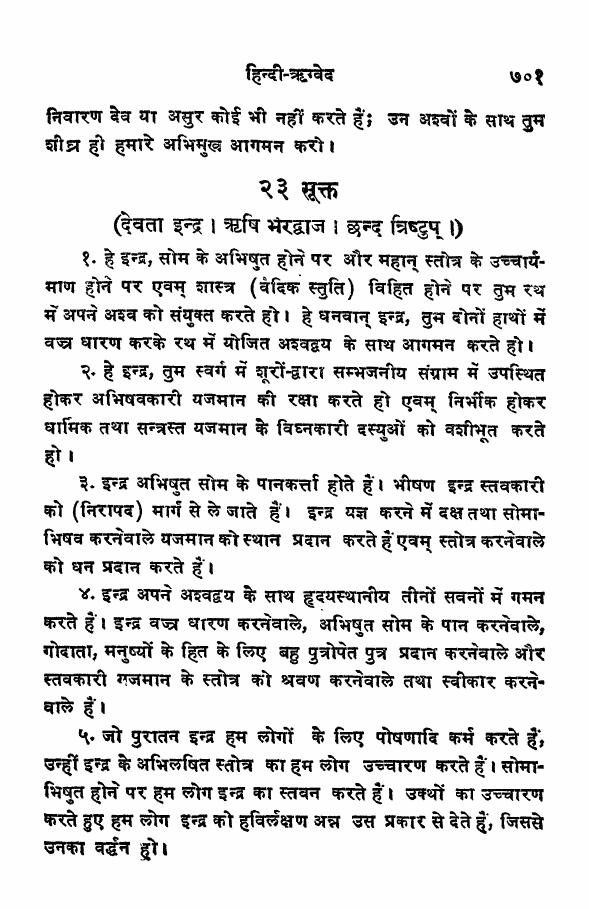 हिन्दी-ऋग्वेद ७०१
निवारण देव या असुर कोई भी नहीं करते हैं; उन अश्वों के साथ तुम
शीघ्र ही हमारे अभिमुख आगमन करो।
२३ सूक्त
(देवता इन्द्र। ऋषि भरद्वाज। छन्द त्रिष्टुप्।)
१. हे इन्द्र, सोम के अभिषुत होने पर और महान् स्तोत्र के उच्चार्य-
माण होने पर एवम् शास्त्र (वैदिक स्तुति) विहित होने पर तुम रथ
में अपने अश्व को संयुक्त करते हो। हे धनवान् इन्द्र, तुम दोनों हाथों में
वज्र धारण करके रथ में योजित अश्वद्वय के साथ आगमन करते हो।
२. हे इन्द्र, तुम स्वर्ग में शूरों-द्वारा सम्भजनीय संग्राम में उपस्थित
होकर अभिषवकारी यजमान की रक्षा करते हो एवम् निर्भीक होकर
धार्मिक तथा सन्त्रस्त यजमान के विघ्नकारी दस्युओं को वशीभूत करते
हो।
३. इन्द्र अभिषुत सोम के पानकर्त्ता होते हैं। भीषण इन्द्र स्तवकारी
को (निरापद) मार्ग से ले जाते हैं। इन्द्र यज्ञ करने में दक्ष तथा सोमा-
भिषव करनेवाले यजमान को स्थान प्रदान करते हैं एवम् स्तोत्र करनेवाले
को धन प्रदान करते हैं।
४. इन्द्र अपने अश्वद्वय के साथ हृदयस्थानीय तीनों सवनों में गमन
करते हैं। इन्द्र वज्र धारण करनेवाले, अभिषुत सोम के पान करनेवाले,
गोदाता, मनुष्यों के हित के लिए बहु पुत्रोपेत पुत्र प्रदान करनेवाले और
स्तवकारी यजमान के स्तोत्र को श्रवण करनेवाले तथा स्वीकार करने-
वाले हैं।
५. जो पुरातन इन्द्र हम लोगों के लिए पोषणादि कर्म करते हैं,
उन्हीं इन्द्र के अभिलषित स्तोत्र का हम लोग उच्चारण करते हैं। सोमा-
भिषुत होने पर हम लोग इन्द्र का स्तवन करते हैं। उक्थों का उच्चारण
करते हुए हम लोग इन्द्र को हविर्लक्षण अन्न उस प्रकार से देते हैं, जिससे
उनका वर्द्धन हो।